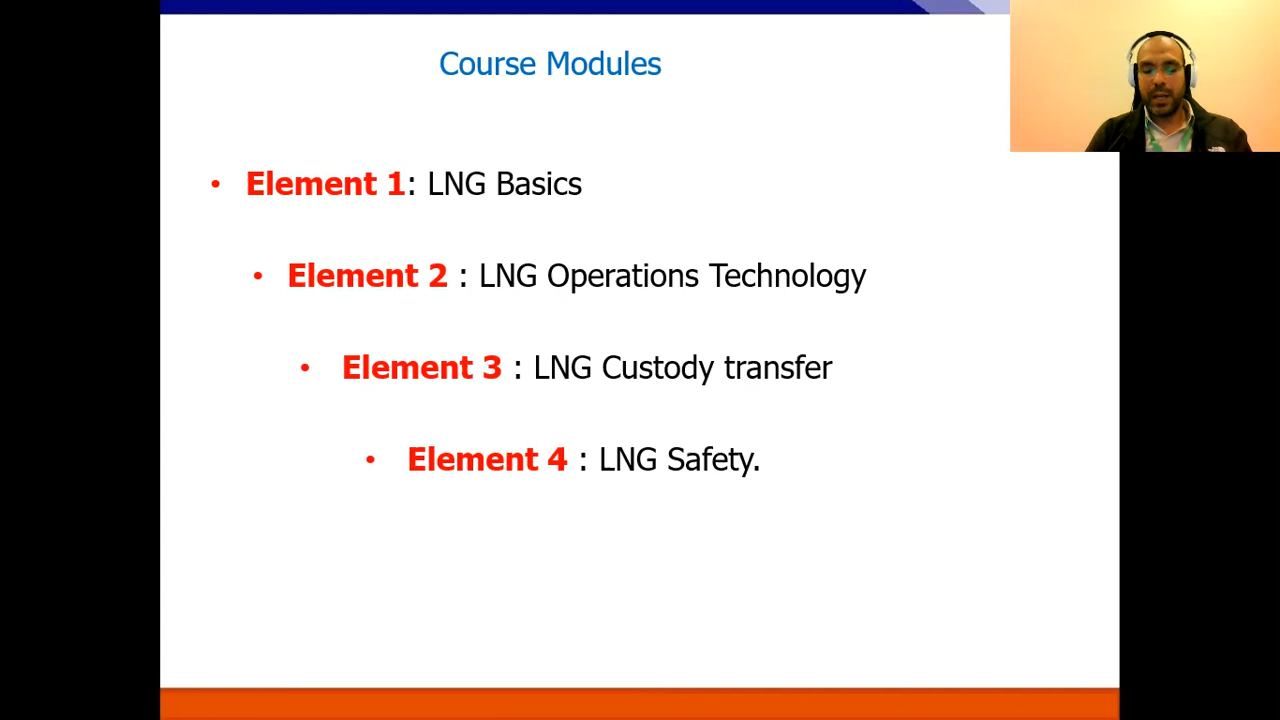 Course Modules
• Element 1: LNG Basics
• Element 2 : LNG Operations Technology
• Element 3 : LNG Custody transfer
• Element 4 : LNG Safety.